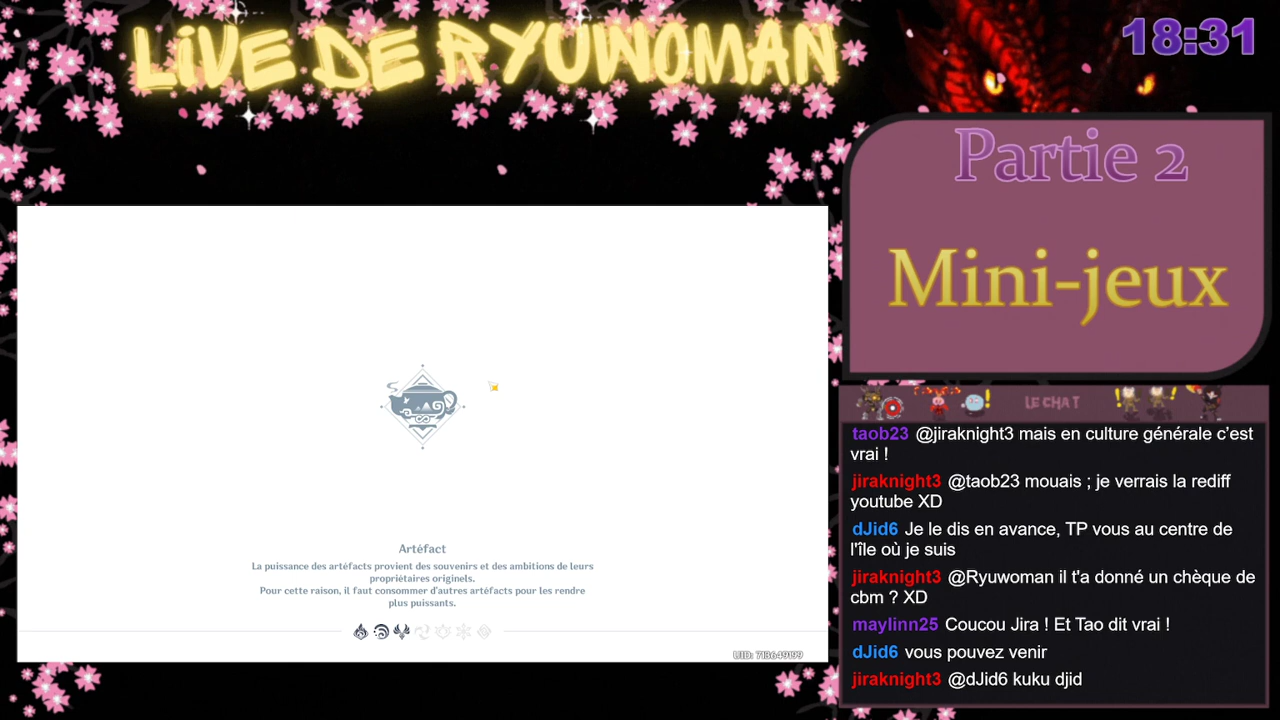 LIVE DE RYUWOMAN
18:31
Partie 2
Mini-jeux
Artéfact
La puissance des artéfacts provient des souvenirs et des ambitions de leurs
propriétaires originels.
Pour cette raison, il faut consommer d'autres artéfacts pour les rendre
plus puissants.
UID: 713649199
LE CHAT
taob23 @jiraknight3 mais en culture générale c'est
vrai !
jiraknight3 @taob23 mouais ; je verrais la rediff
youtube XD
dJid6 Je le dis en avance, TP vous au centre de
l'île où je suis
jiraknight3 @Ryuwoman il t'a donné un chèque de
cbm ? XD
maylinn25 Coucou Jira ! Et Tao dit vrai !
dJid6 vous pouvez venir
jiraknight3 @dJid6 kuku djid